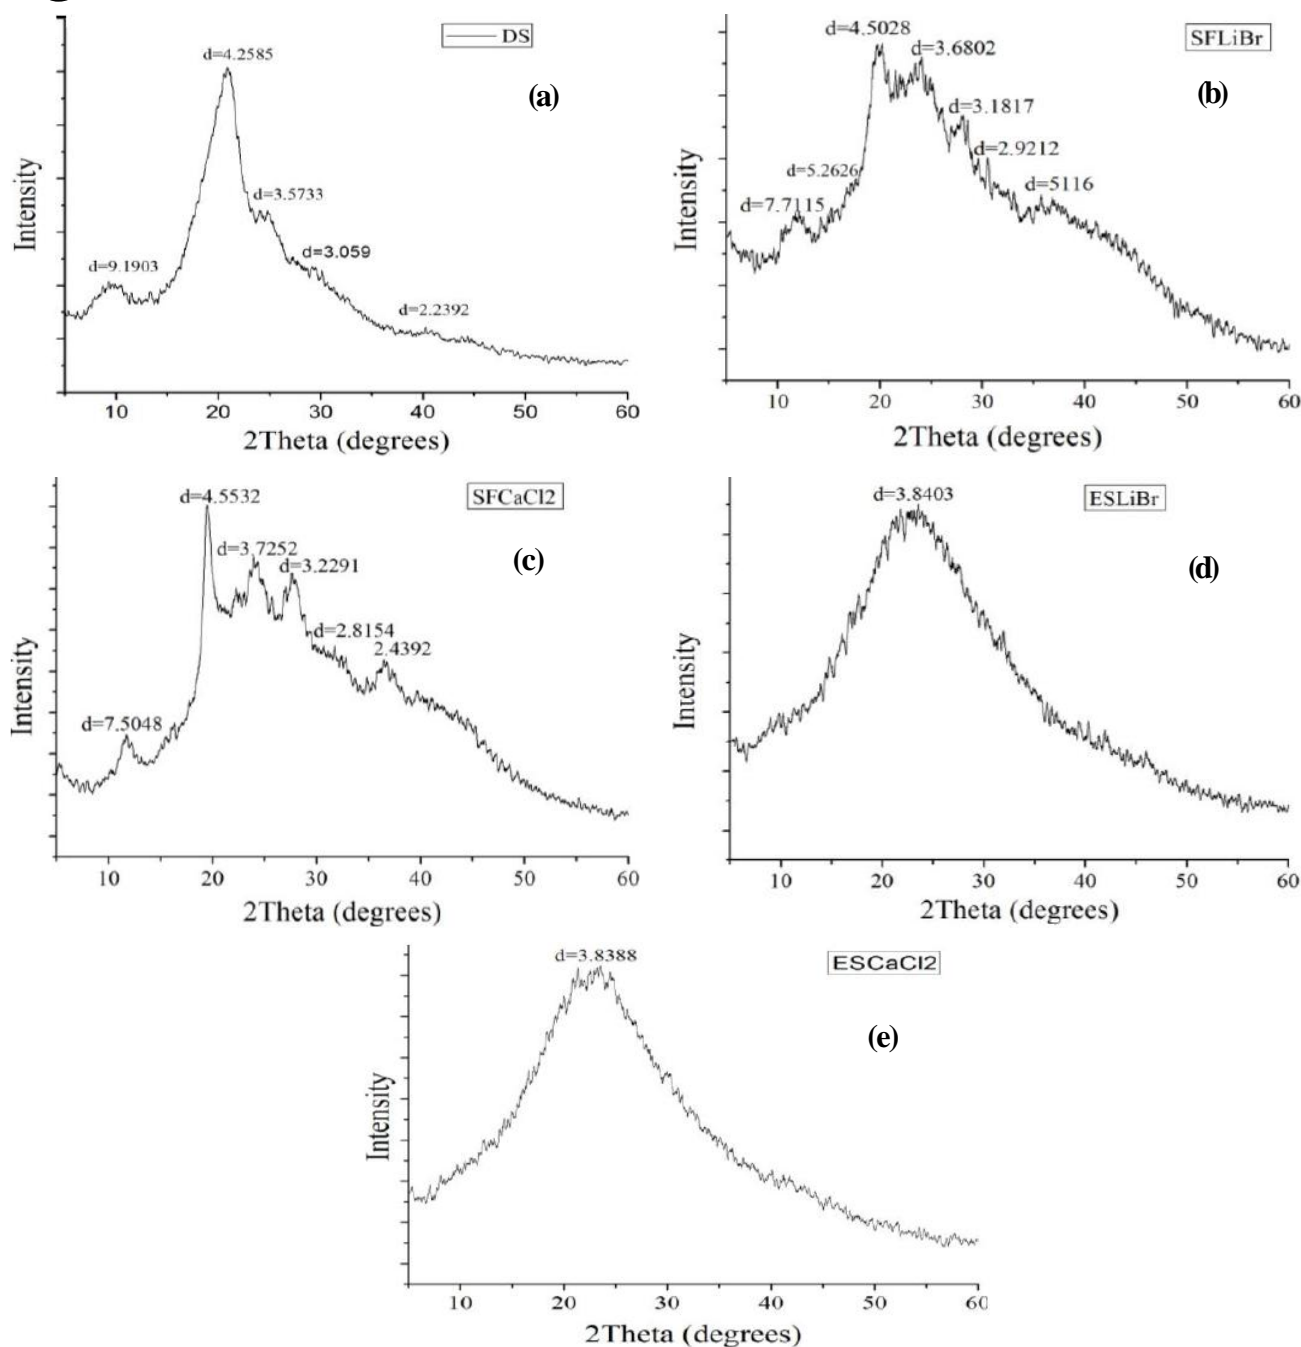 DS
d=4.2585
(a)
d=3.5733
d=3.059
d=9.1903
d=2.2392
Intensity
10 20 30 40 50 60
2Theta (degrees)
SFLiBr
d=4.5028
d=3.6802
(b)
d=3.1817
d=2.9212
d=5.2626
d=5116
d=7.7115
Intensity
10 20 30 40 50 60
2Theta (degrees)
SFCaCl2
d=4.5532
d=3.7252
d=3.2291
(c)
d=2.8154
2.4392
d=7.5048
Intensity
10 20 30 40 50 60
2Theta (degrees)
ESLiBr
d=3.8403
(d)
Intensity
10 20 30 40 50 60
2Theta (degrees)
ESCaCl2
d=3.8388
(e)
Intensity
10 20 30 40 50 60
2Theta (degrees)